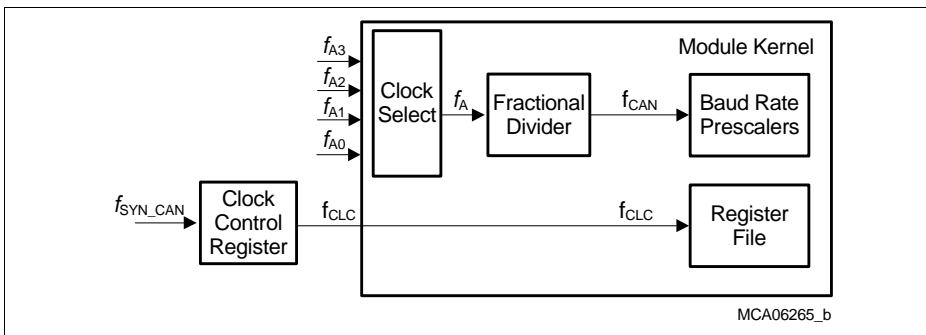 Module Kernel
fA3
fA2
fA1
fA0
Clock
Select
fA
Fractional
Divider
fCAN
Baud Rate
Prescalers
fSYN_CAN
Clock
Control
Register
fCLC
fCLC
Register
File
MCA06265_b